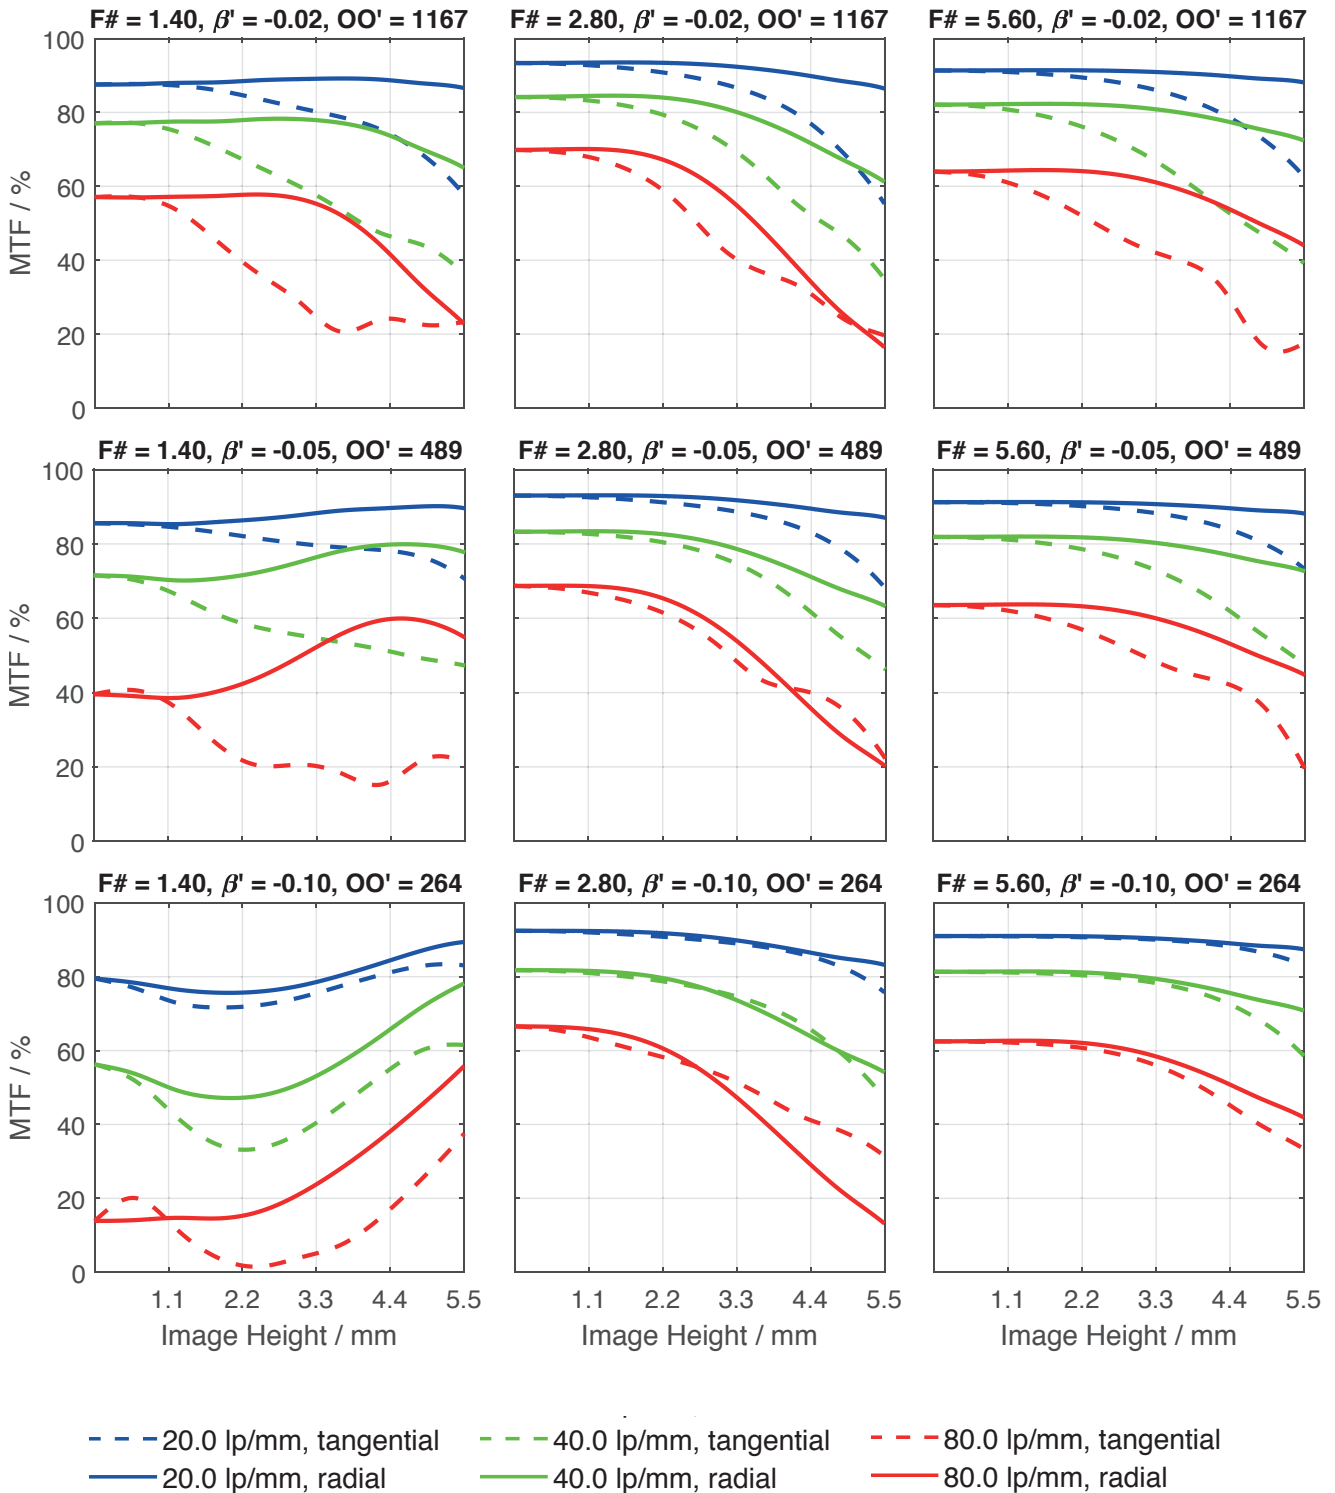 F# = 1.40, β' = -0.02, OO' = 1167
F# = 2.80, β' = -0.02, OO' = 1167
F# = 5.60, β' = -0.02, OO' = 1167
100
80
60
40
20
0
MTF / %
F# = 1.40, β' = -0.05, OO' = 489
F# = 2.80, β' = -0.05, OO' = 489
F# = 5.60, β' = -0.05, OO' = 489
100
80
60
40
20
0
MTF / %
F# = 1.40, β' = -0.10, OO' = 264
F# = 2.80, β' = -0.10, OO' = 264
F# = 5.60, β' = -0.10, OO' = 264
100
80
60
40
20
0
MTF / %
1.1 2.2 3.3 4.4 5.5
1.1 2.2 3.3 4.4 5.5
1.1 2.2 3.3 4.4 5.5
Image Height / mm
Image Height / mm
Image Height / mm
20.0 lp/mm, tangential
40.0 lp/mm, tangential
80.0 lp/mm, tangential
20.0 lp/mm, radial
40.0 lp/mm, radial
80.0 lp/mm, radial